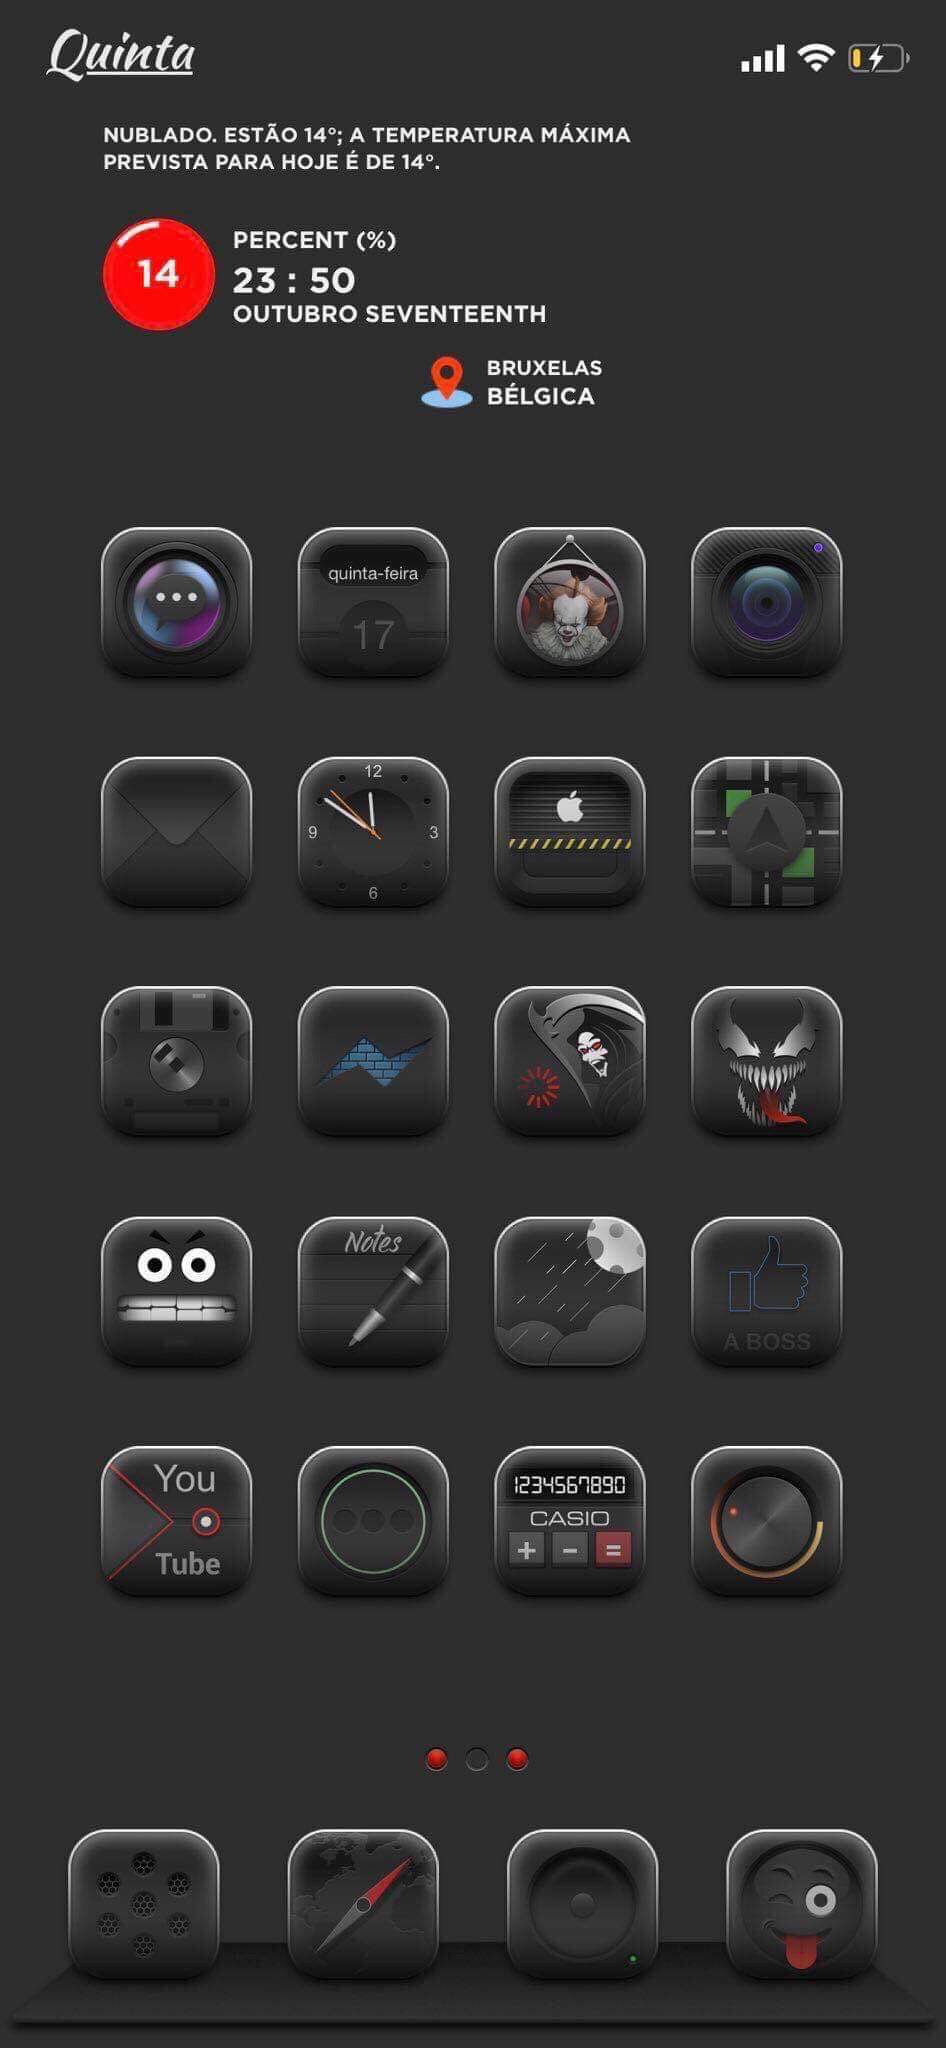 Quinta
NUBLADO. ESTÃO 14°; A TEMPERATURA MÁXIMA
PREVISTA PARA HOJE É DE 14°.
14
PERCENT (%)
23 : 50
OUTUBRO SEVENTEENTH
BRUXELAS
BÉLGICA
quinta-feira
17
12
9
3
6
Notes
A BOSS
You
Tube
1234567890
CASIO
+ - =